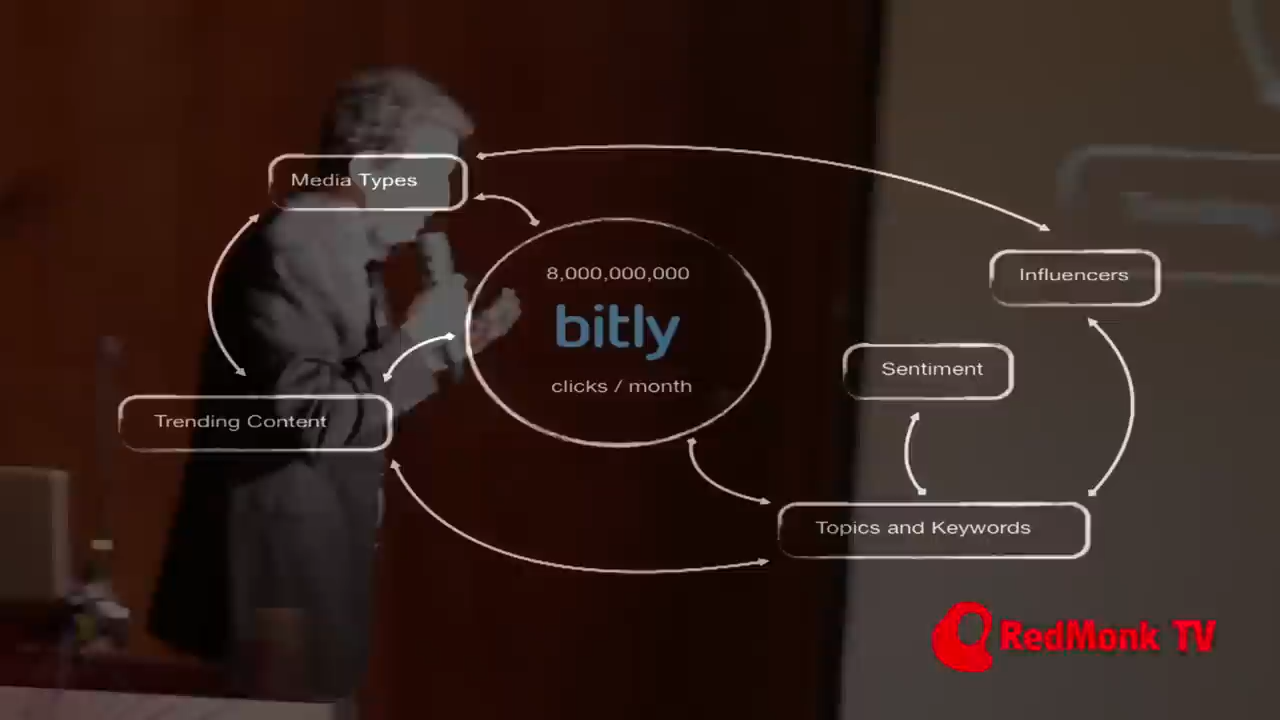 Media Types
Influencers
8,000,000,000
bitly
clicks / month
Sentiment
Trending Content
Topics and Keywords
RedMonk TV